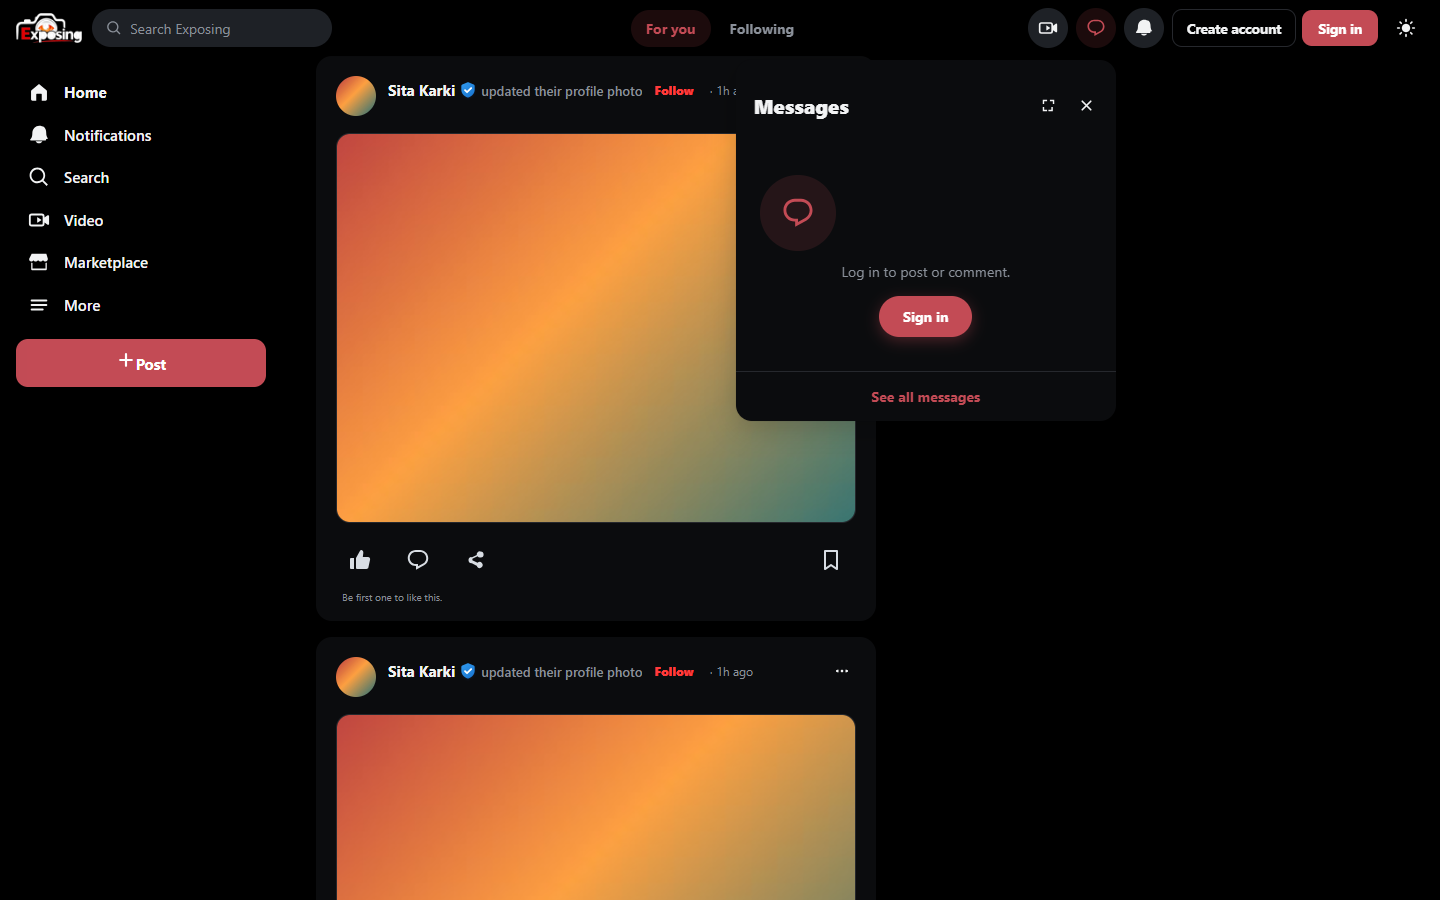 Exposing
Search Exposing
For you
Following
Create account
Sign in
Home
Notifications
Search
Video
Marketplace
More
Post
Sita Karki updated their profile photo Follow · 1h a
Messages
Log in to post or comment.
Sign in
See all messages
Be first one to like this.
Sita Karki updated their profile photo Follow · 1h ago